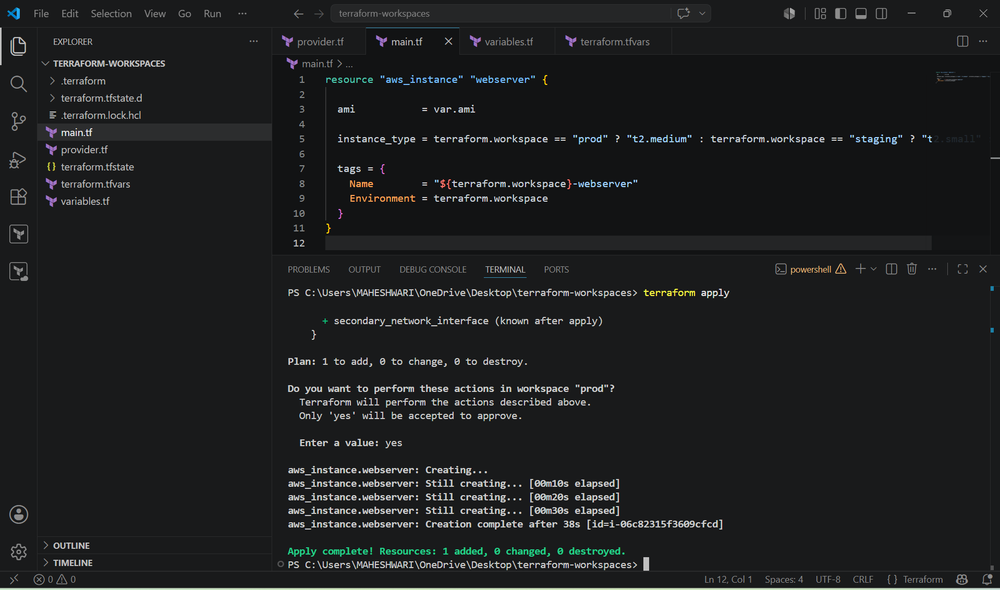 File Edit Selection View Go Run ···
terraform-workspaces
EXPLORER ···
TERRAFORM-WORKSPACES
.terraform
terraform.tfstate.d
.terraform.lock.hcl
main.tf
provider.tf
{} terraform.tfstate
terraform.tfvars
variables.tf
OUTLINE
TIMELINE
provider.tf main.tf variables.tf terraform.tfvars
main.tf > ...
1 resource "aws_instance" "webserver" {
2
3 ami = var.ami
4
5 instance_type = terraform.workspace == "prod" ? "t2.medium" : terraform.workspace == "staging" ? "t2.small"
6
7 tags = {
8 Name = "${terraform.workspace}-webserver"
9 Environment = terraform.workspace
10 }
11 }
12
PROBLEMS OUTPUT DEBUG CONSOLE TERMINAL PORTS powershell
PS C:\Users\MAHESHWARI\OneDrive\Desktop\terraform-workspaces> terraform apply
+ secondary_network_interface (known after apply)
}
Plan: 1 to add, 0 to change, 0 to destroy.
Do you want to perform these actions in workspace "prod"?
Terraform will perform the actions described above.
Only 'yes' will be accepted to approve.
Enter a value: yes
aws_instance.webserver: Creating...
aws_instance.webserver: Still creating... [00m10s elapsed]
aws_instance.webserver: Still creating... [00m20s elapsed]
aws_instance.webserver: Still creating... [00m30s elapsed]
aws_instance.webserver: Creation complete after 38s [id=i-06c82315f3609cfcd]
Apply complete! Resources: 1 added, 0 changed, 0 destroyed.
PS C:\Users\MAHESHWARI\OneDrive\Desktop\terraform-workspaces>
0 0 Ln 12, Col 1 Spaces: 4 UTF-8 CRLF { } Terraform